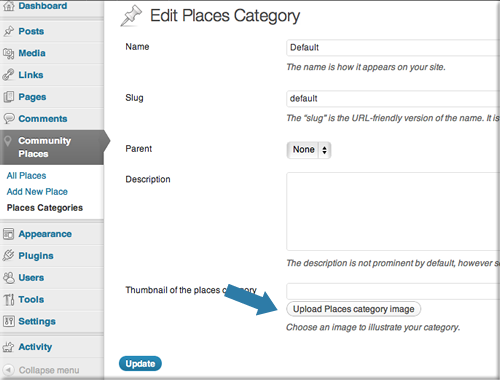 Dashboard
Posts
Media
Links
Pages
Comments
Community
Places
All Places
Add New Place
Places Categories
Appearance
Plugins
Users
Tools
Settings
Activity
Collapse menu
Edit Places Category
Name
Default
The name is how it appears on your site.
Slug
default
The "slug" is the URL-friendly version of the name. It is
Parent
None
Description
The description is not prominent by default, however
Thumbnail of the places category
Upload Places category image
Choose an image to illustrate your category.
Update